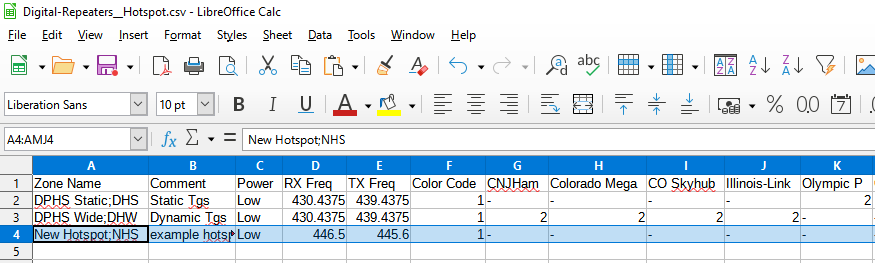 Digital-Repeaters__Hotspot.csv - LibreOffice Calc
File Edit View Insert Format Styles Sheet Data Tools Window Help
Liberation Sans 10 pt B I U A
A4:AMJ4 fx Σ = New Hotspot;NHS
A B C D E F G H I J K
1 Zone Name Comment Power RX Freq TX Freq Color Code CNJHam Colorado Mega CO Skyhub Illinois-Link Olympic P
2 DPHS Static;DHS Static Tgs Low 430.4375 439.4375 1 - - - - 2
3 DPHS Wide;DHW Dynamic Tgs Low 430.4375 439.4375 1 2 2 2 2 -
4 New Hotspot;NHS example hotsp Low 446.5 445.6 1 - - - - -
5